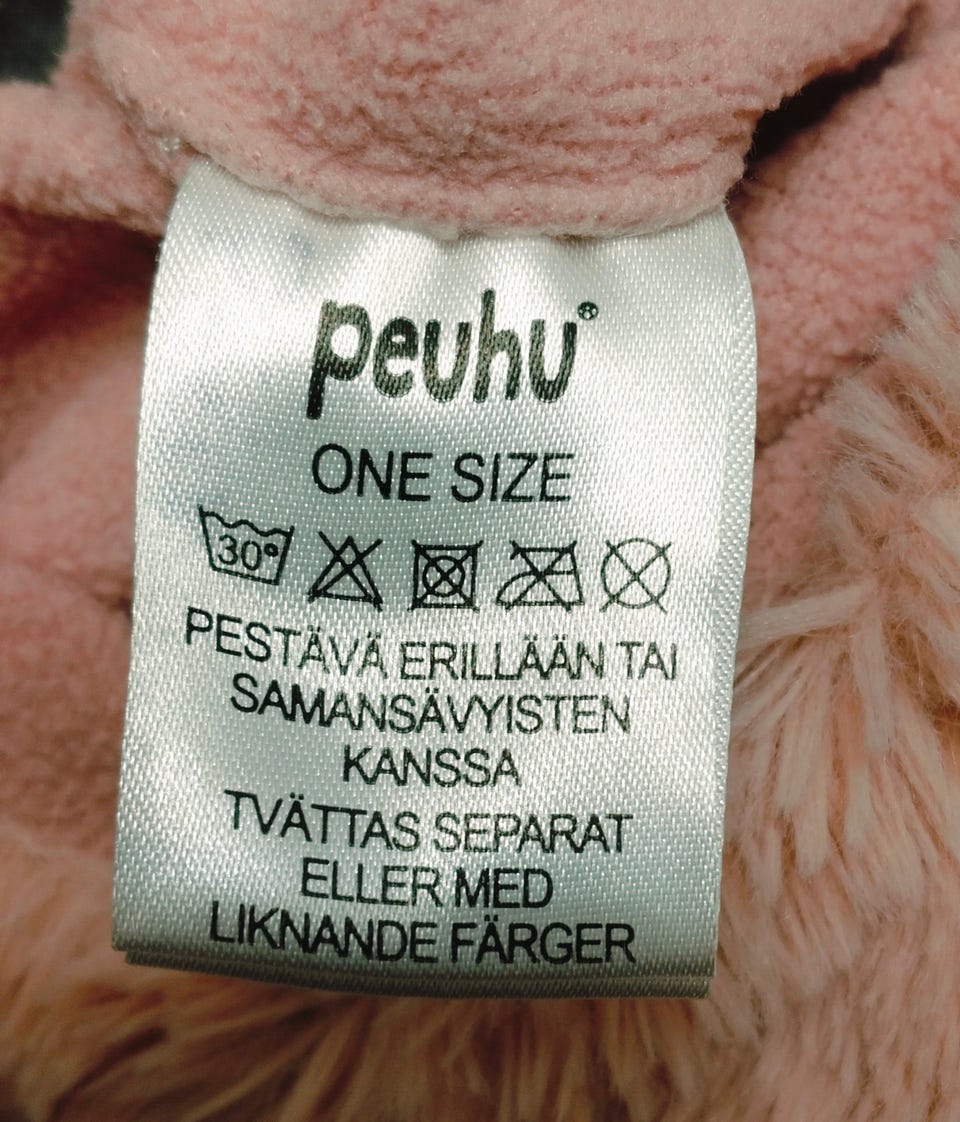 peuhu®
ONE SIZE
30°
PESTÄVÄ ERILLÄÄN TAI
SAMANSÄVYISTEN
KANSSA
TVÄTTAS SEPARAT
ELLER MED
LIKNANDE FÄRGER